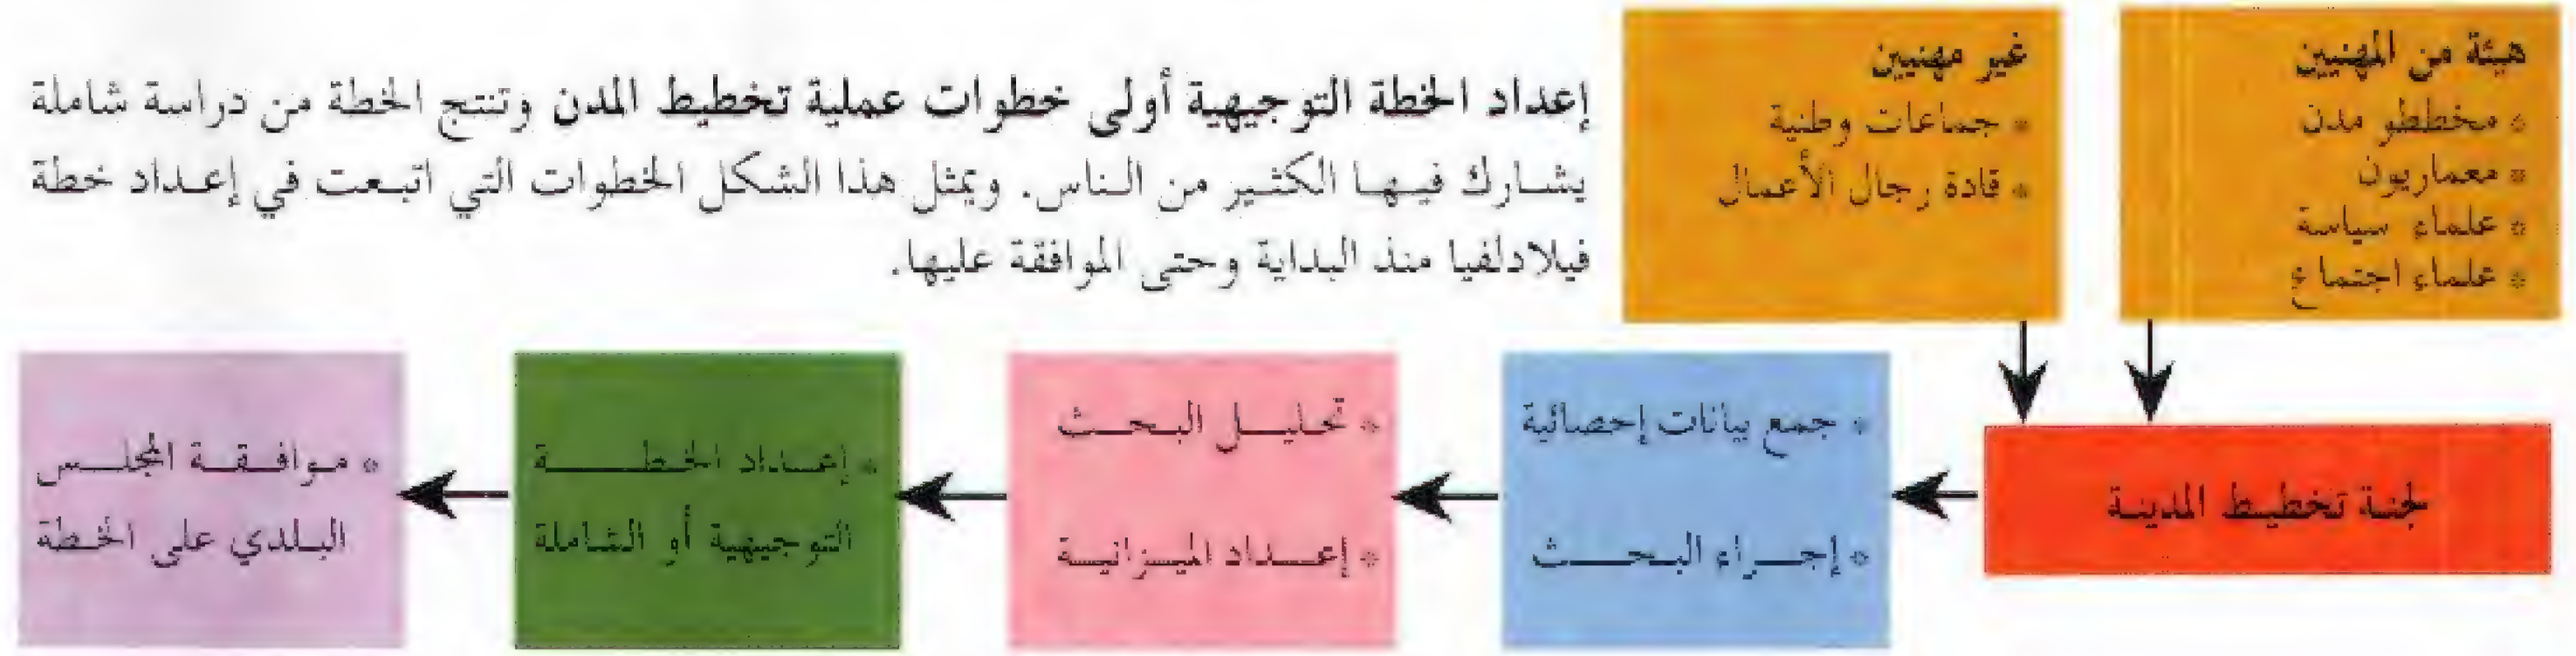 هيئة من المهنيين
* مخططو مدن
* معماريون
* علماء سياسة
* علماء اجتماع
غير مهنيين
* جماعات وطنية
* قادة رجال الأعمال
إعداد الخطة التوجيهية أولى خطوات عملية تخطيط المدن وتنتج الخطة من دراسة شاملة
يشارك فيها الكثير من الناس. ويمثل هذا الشكل الخطوات التي اتبعت في إعداد خطة
فيلادلفيا منذ البداية وحتى الموافقة عليها.
لجنة تخطيط المدينة
* جمع بيانات إحصائية
* إجراء البحث
* تحليل البحث
* إعداد الميزانية
* إعداد الخطة
التوجيهية أو الشاملة
* موافقة المجلس
البلدي على الخطة